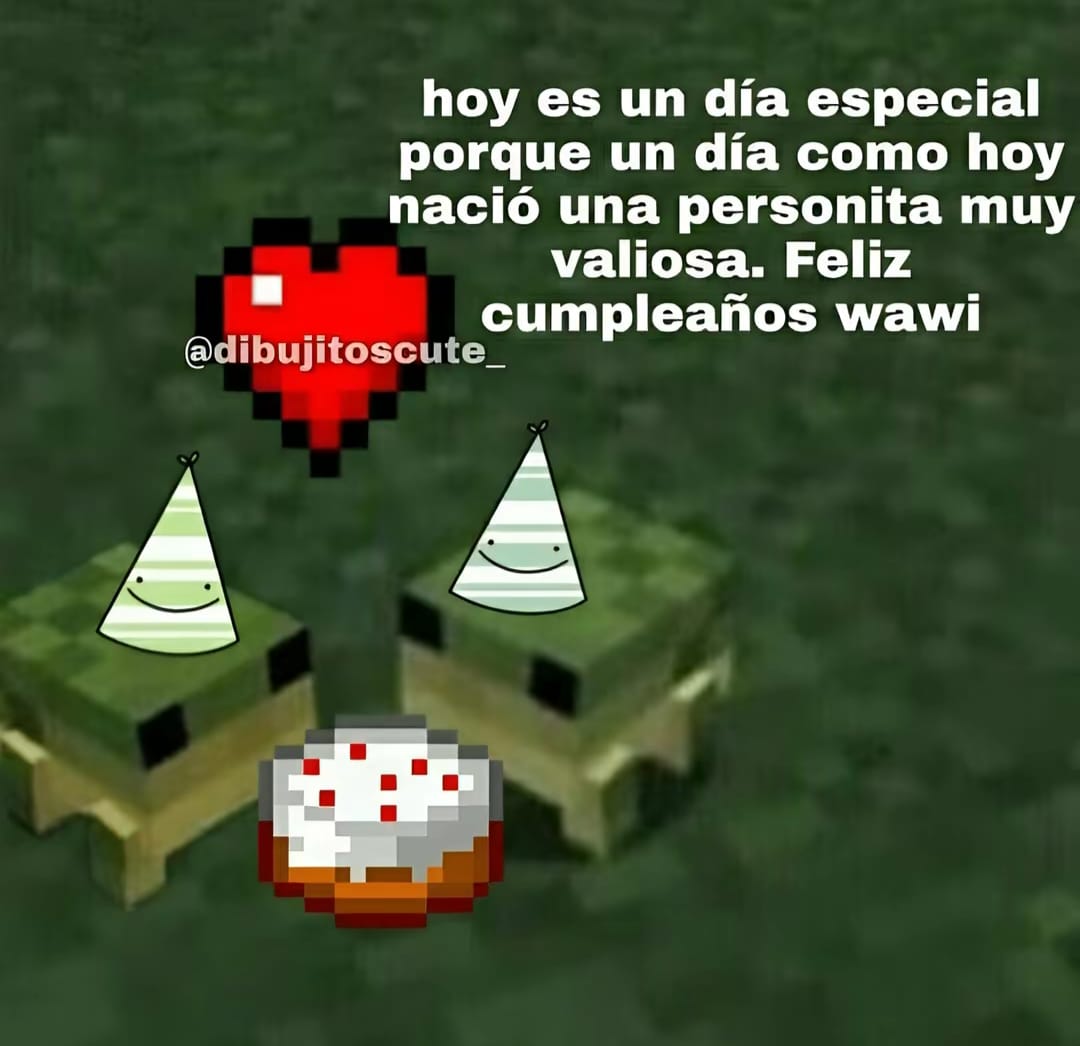 hoy es un día especial
porque un día como hoy
nació una personita muy
valiosa. Feliz
cumpleaños wawi
@dibujitoscute_